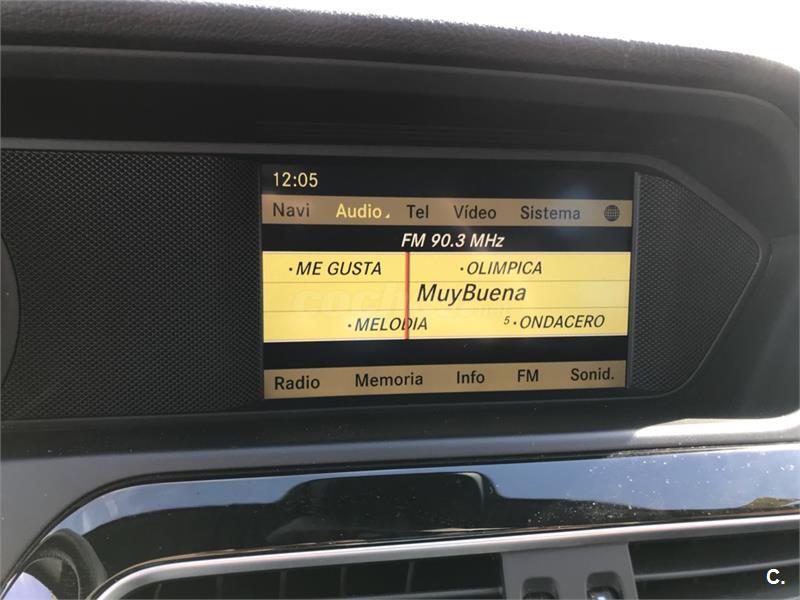 12:05
Navi Audio Tel Vídeo Sistema
FM 90.3 MHz
·ME GUSTA ·OLIMPICA
MuyBuena
·MELODIA 5·ONDACERO
Radio Memoria Info FM Sonid.
C.